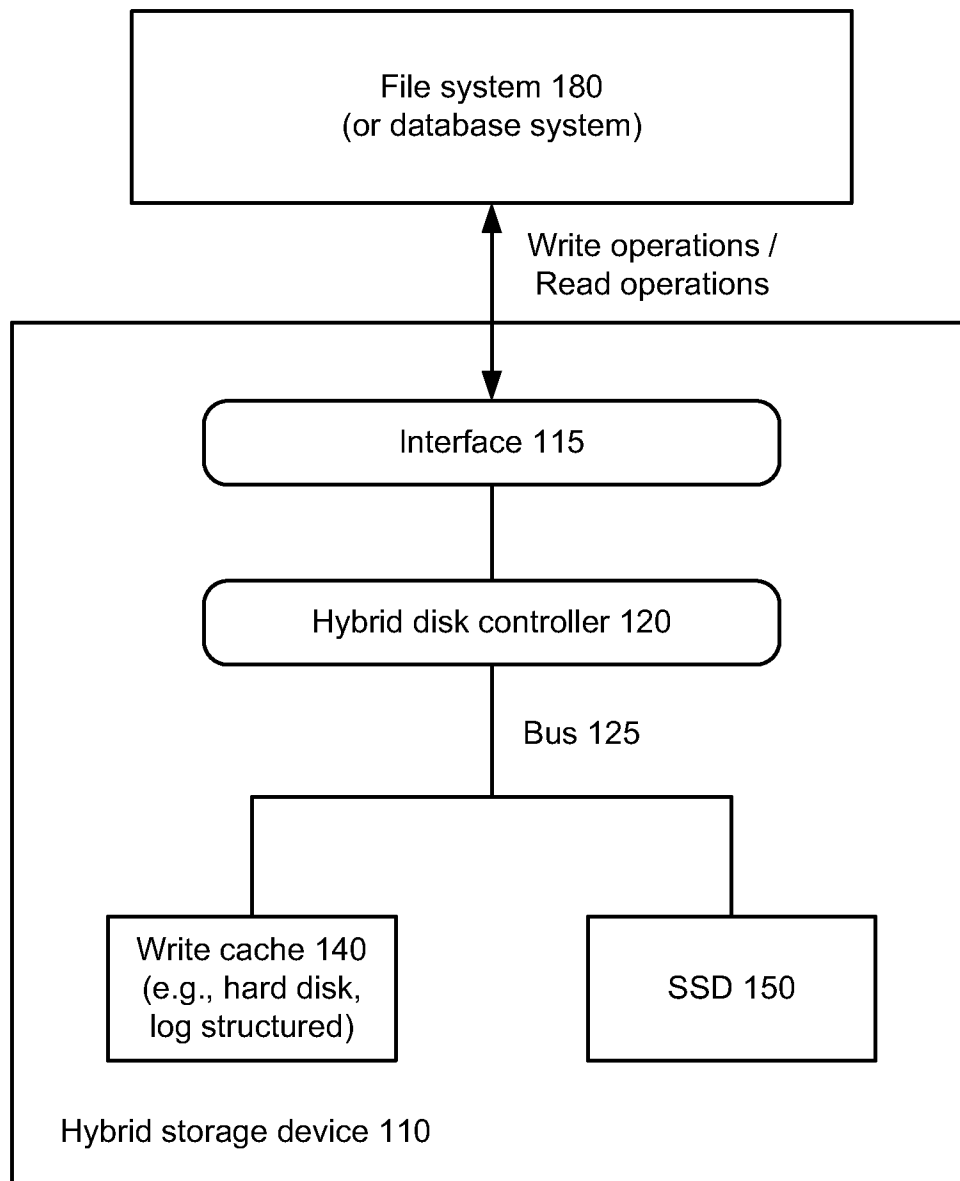 File system 180
(or database system)
Write operations /
Read operations
Interface 115
Hybrid disk controller 120
Bus 125
Write cache 140
(e.g., hard disk,
log structured)
SSD 150
Hybrid storage device 110